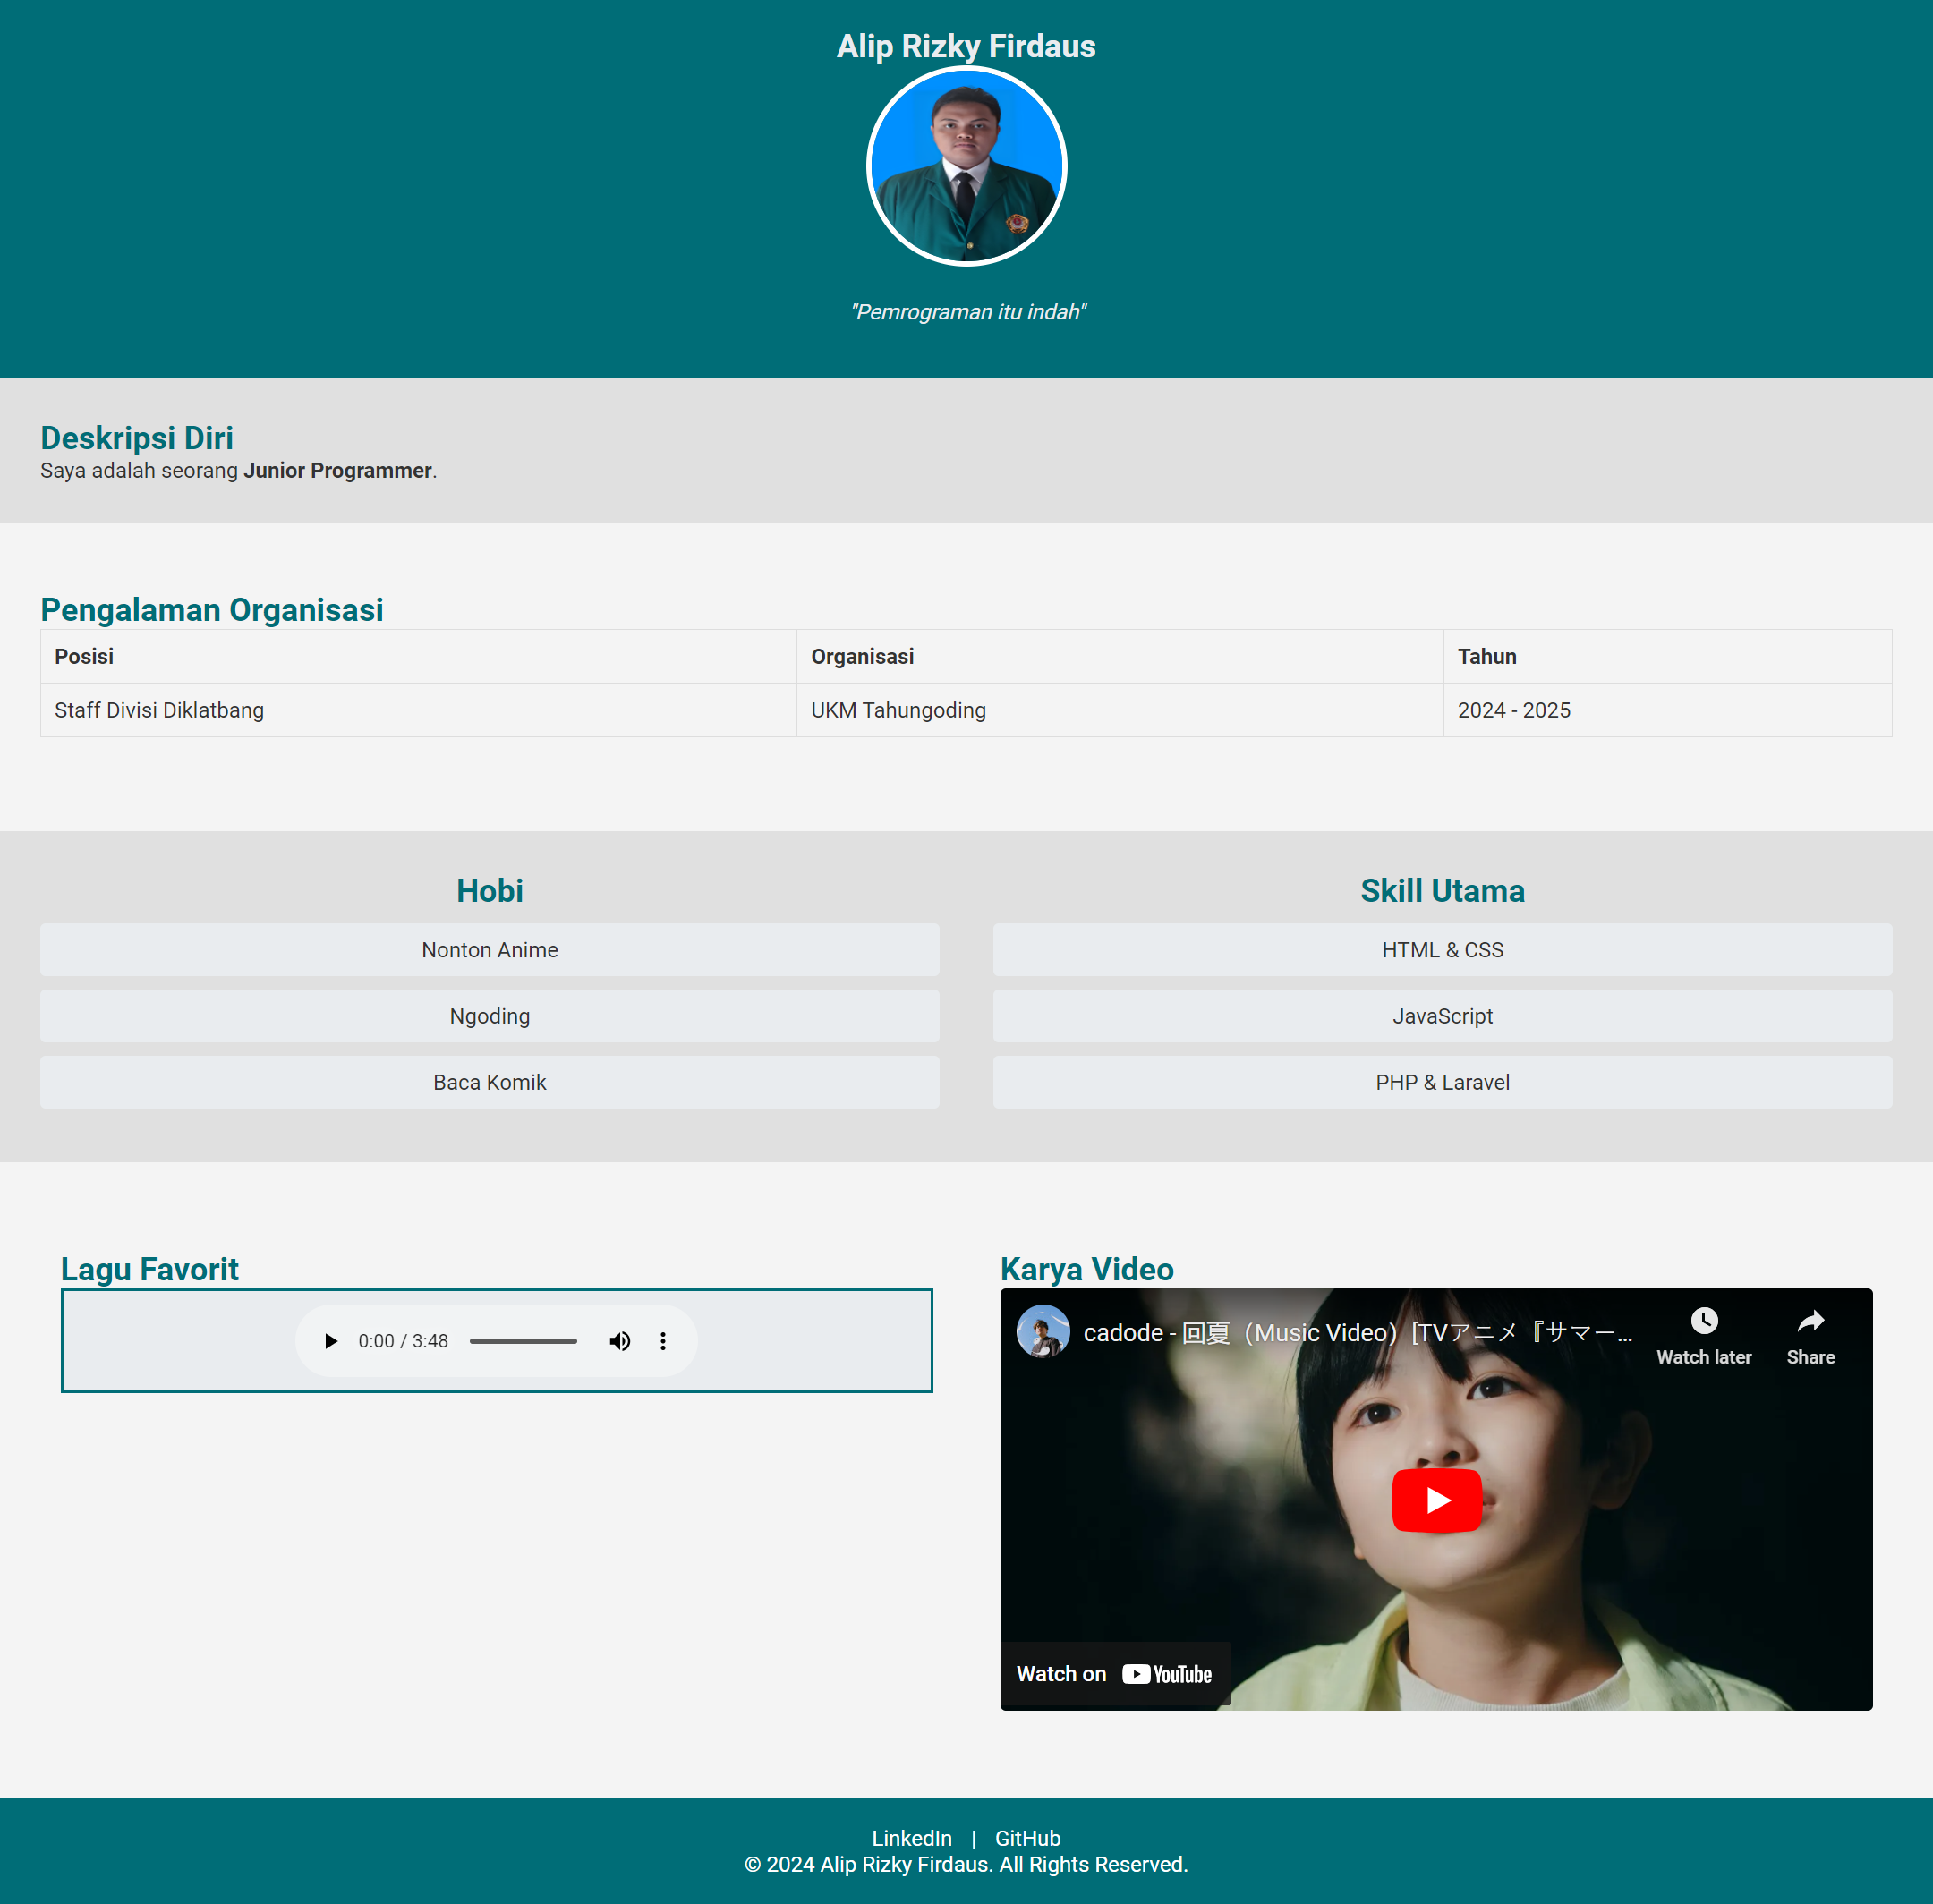 Alip Rizky Firdaus
"Pemrograman itu indah"
Deskripsi Diri
Saya adalah seorang Junior Programmer.
Pengalaman Organisasi
Posisi Organisasi Tahun
Staff Divisi Diklatbang UKM Tahungoding 2024 - 2025
Hobi
Nonton Anime
Ngoding
Baca Komik
Skill Utama
HTML & CSS
JavaScript
PHP & Laravel
Lagu Favorit
0:00 / 3:48
Karya Video
cadode - 回夏（Music Video）[TVアニメ『サマー...
Watch later
Share
Watch on YouTube
LinkedIn | GitHub
© 2024 Alip Rizky Firdaus. All Rights Reserved.